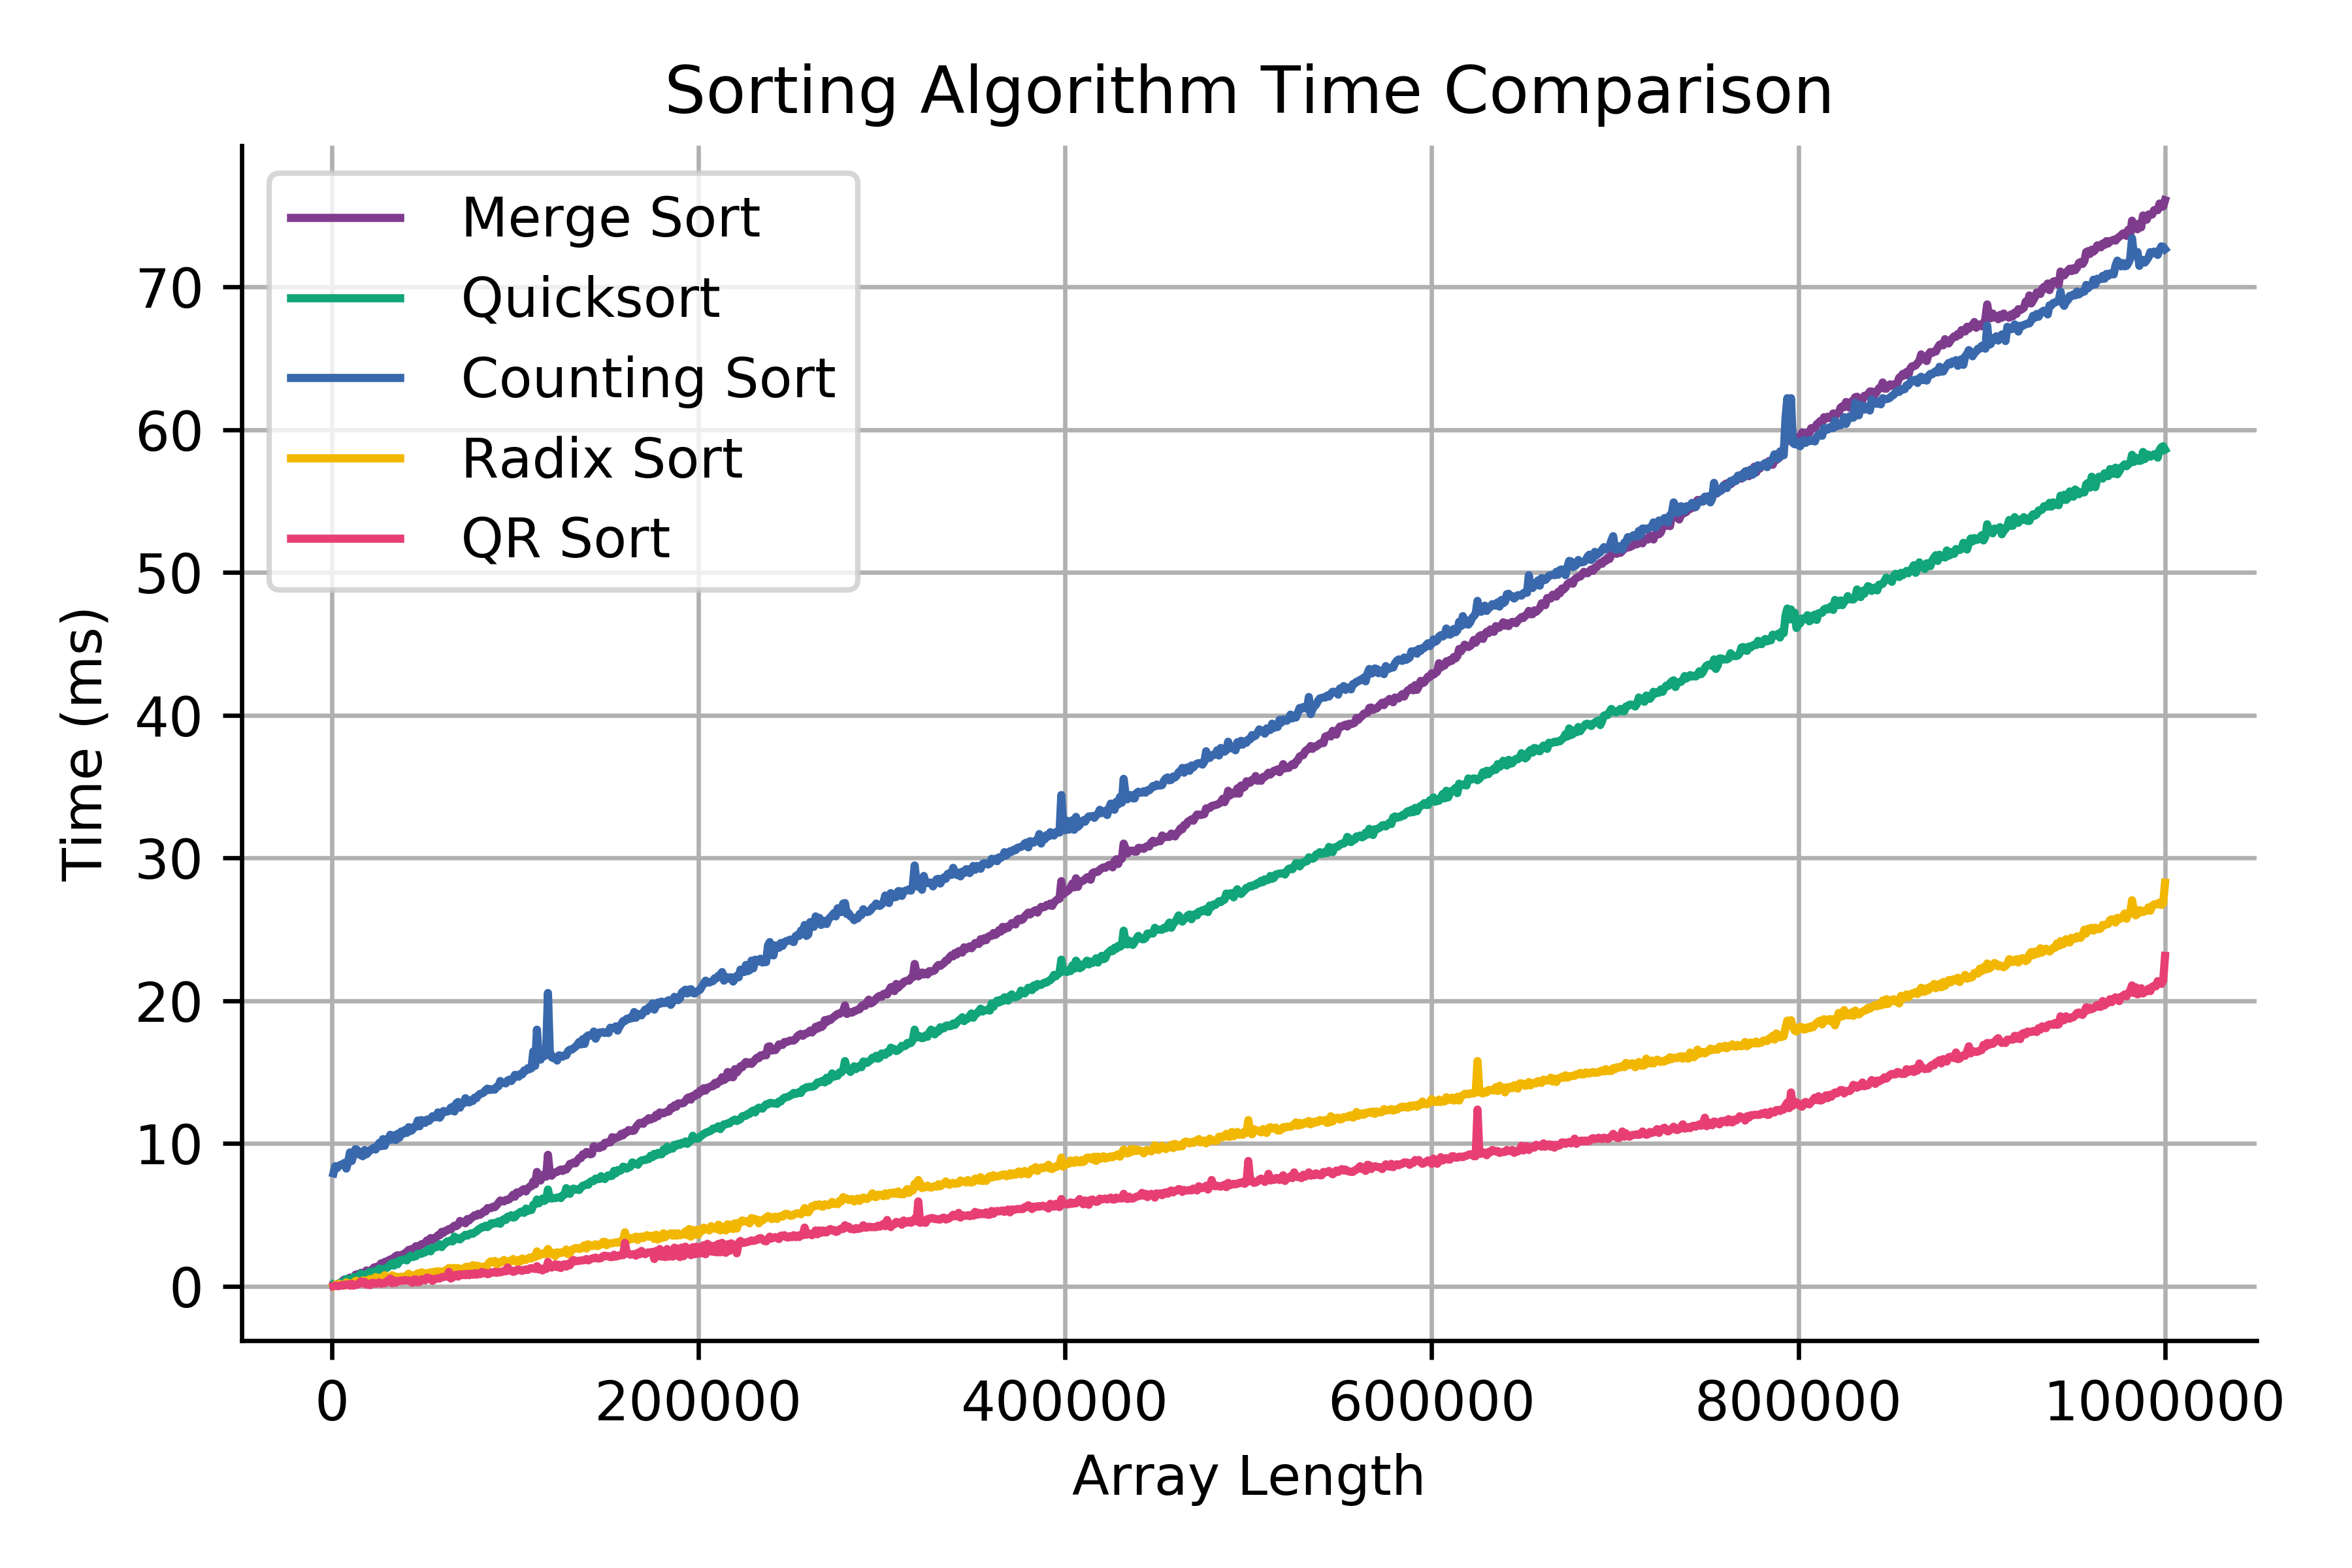 Sorting Algorithm Time Comparison
Merge Sort
Quicksort
Counting Sort
Radix Sort
QR Sort
Time (ms)
70
60
50
40
30
20
10
0
0 200000 400000 600000 800000 1000000
Array Length